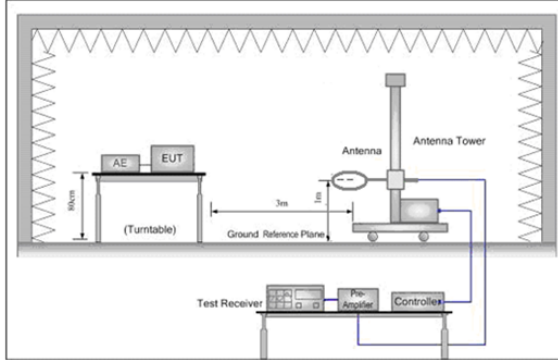 Antenna
Antenna Tower
AE
EUT
80cm
(Turntable)
3m
1m
Ground Reference Plane
Test Receiver
Pre-
Amplifier
Controller